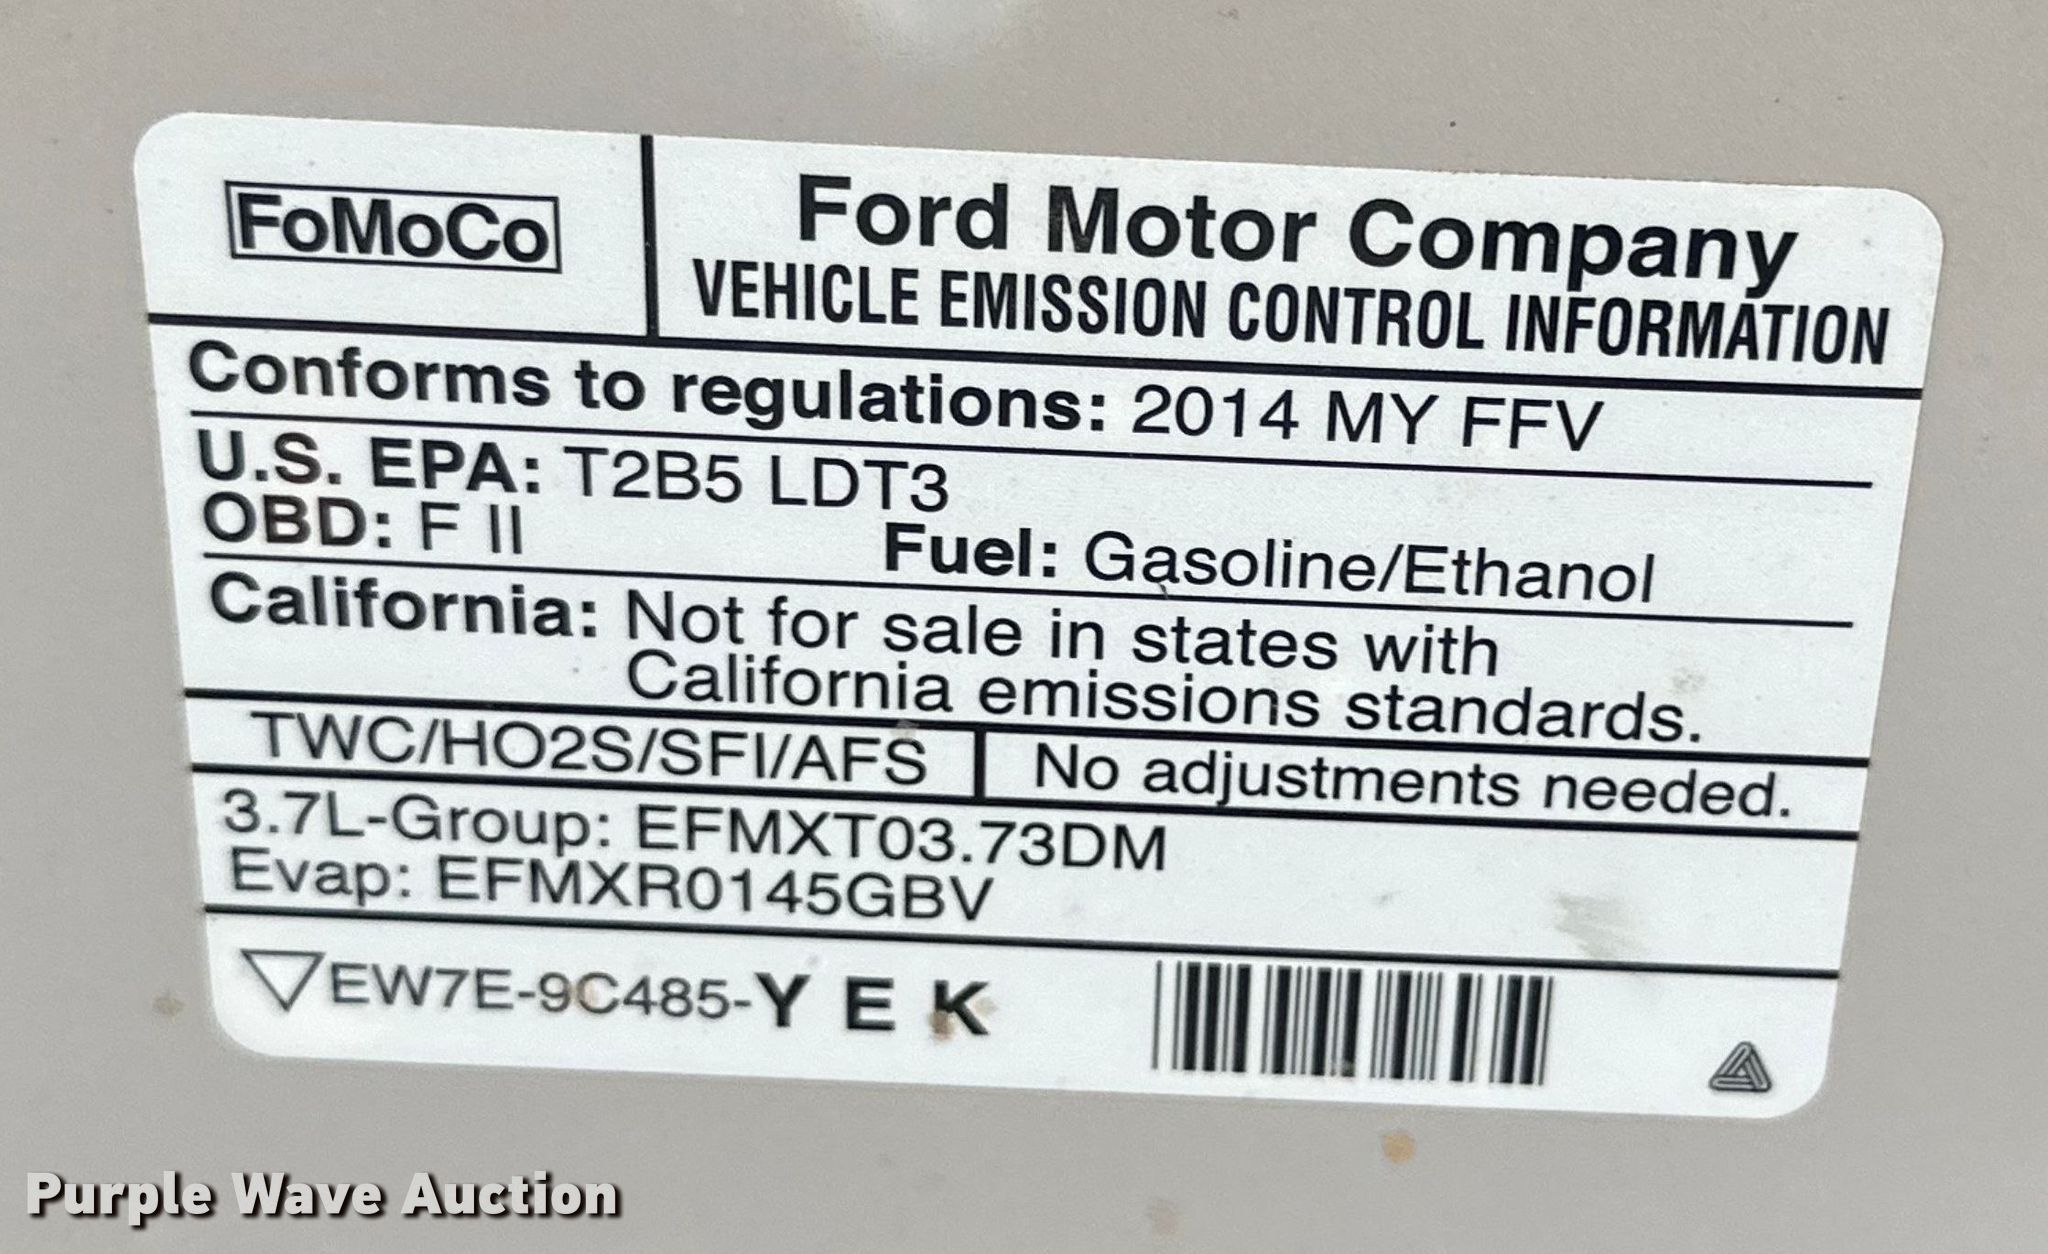 FoMoCo
Ford Motor Company
VEHICLE EMISSION CONTROL INFORMATION
Conforms to regulations: 2014 MY FFV
U.S. EPA: T2B5 LDT3
OBD: F II Fuel: Gasoline/Ethanol
California: Not for sale in states with
California emissions standards.
TWC/HO2S/SFI/AFS No adjustments needed.
3.7L-Group: EFMXT03.73DM
Evap: EFMXR0145GBV
EW7E-9C485-Y E K
Purple Wave Auction